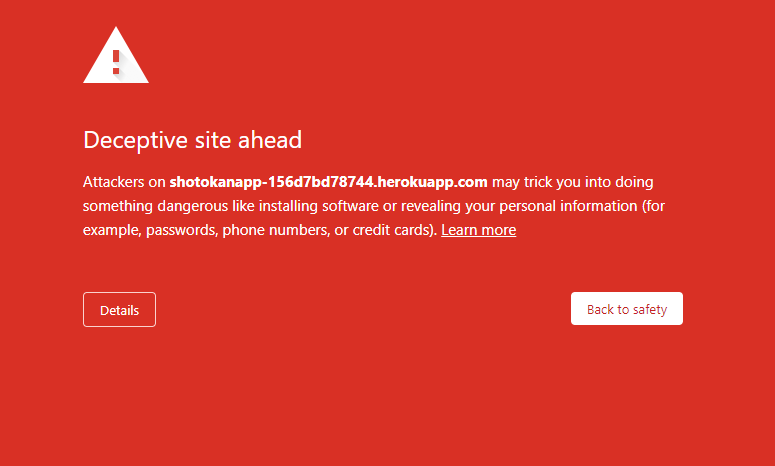 Deceptive site ahead
Attackers on shotokanapp-156d7bd78744.herokuapp.com may trick you into doing
something dangerous like installing software or revealing your personal information (for
example, passwords, phone numbers, or credit cards). Learn more
Details
Back to safety